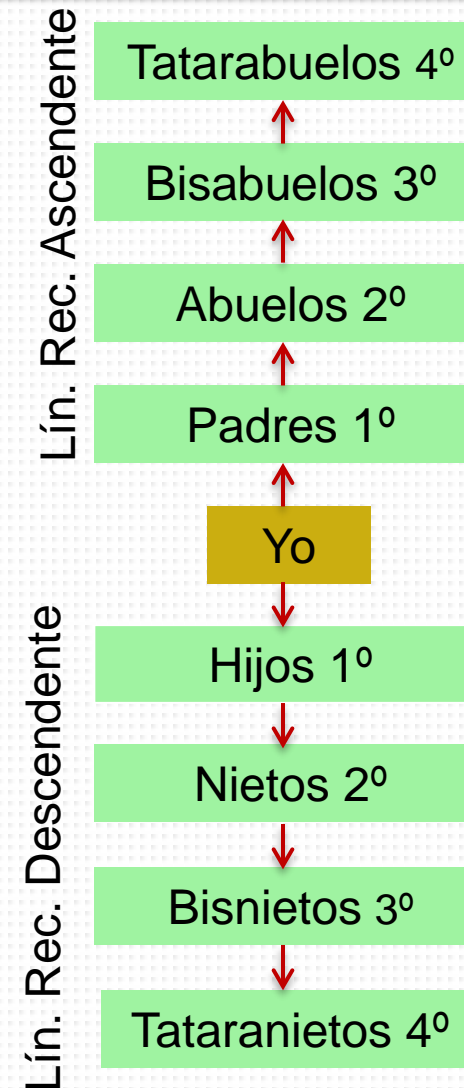 Lín. Rec. Ascendente
Tatarabuelos 4º
Bisabuelos 3º
Abuelos 2º
Padres 1º
Yo
Lín. Rec. Descendente
Hijos 1º
Nietos 2º
Bisnietos 3º
Tataranietos 4º